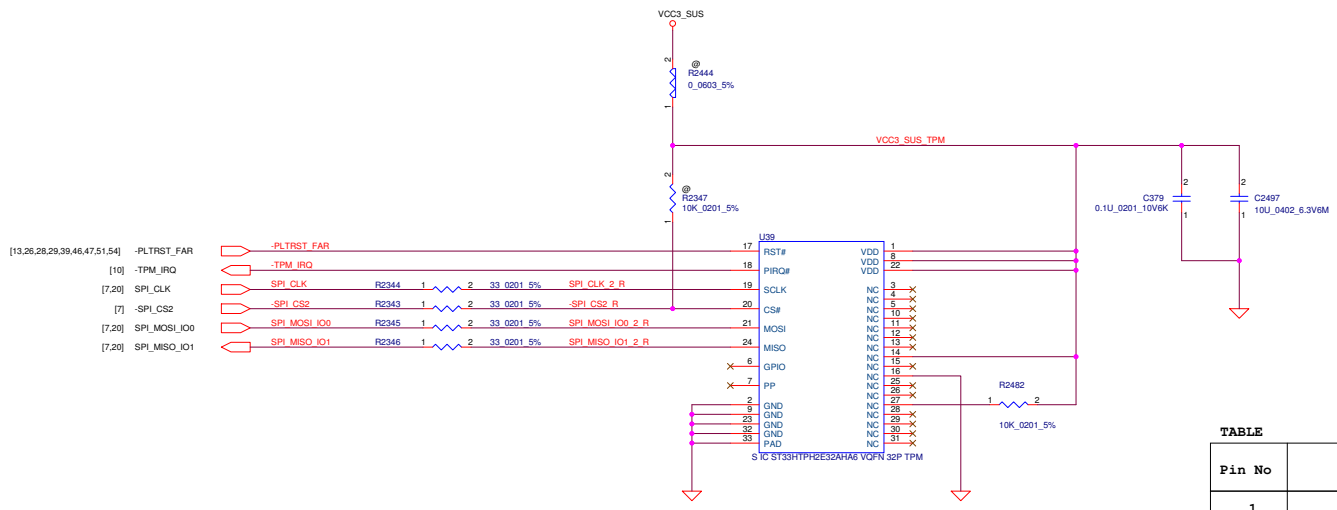 VCC3_SUS
2
@
R2444
0_0603_5%
1
VCC3_SUS_TPM
2
@
R2347
10K_0201_5%
1
2
C379
0.1U_0201_10V6K
1
2
C2497
10U_0402_6.3V6M
1
U39
[13,26,28,29,39,46,47,51,54] -PLTRST_FAR -PLTRST_FAR 17 RST# VDD 1
VDD 8
[10] -TPM_IRQ -TPM_IRQ 18 PIRQ# VDD 22
[7,20] SPI_CLK SPI_CLK R2344 1 2 33_0201_5% SPI_CLK_2_R 19 SCLK NC 3
NC 4
[7] -SPI_CS2 -SPI_CS2 R2343 1 2 33_0201_5% -SPI_CS2_R 20 CS# NC 5
NC 10
[7,20] SPI_MOSI_IO0 SPI_MOSI_IO0 R2345 1 2 33_0201_5% SPI_MOSI_IO0_2_R 21 MOSI NC 11
NC 12
[7,20] SPI_MISO_IO1 SPI_MISO_IO1 R2346 1 2 33_0201_5% SPI_MISO_IO1_2_R 24 MISO NC 13
NC 14
6 GPIO NC 15
NC 16
7 PP NC 25
NC 26
2 GND NC 27
9 GND NC 28
23 GND NC 29
32 GND NC 30
33 PAD NC 31
R2482
1 2
10K_0201_5%
S IC ST33HTPH2E32AHA6 VQFN 32P TPM
TABLE
Pin No
1